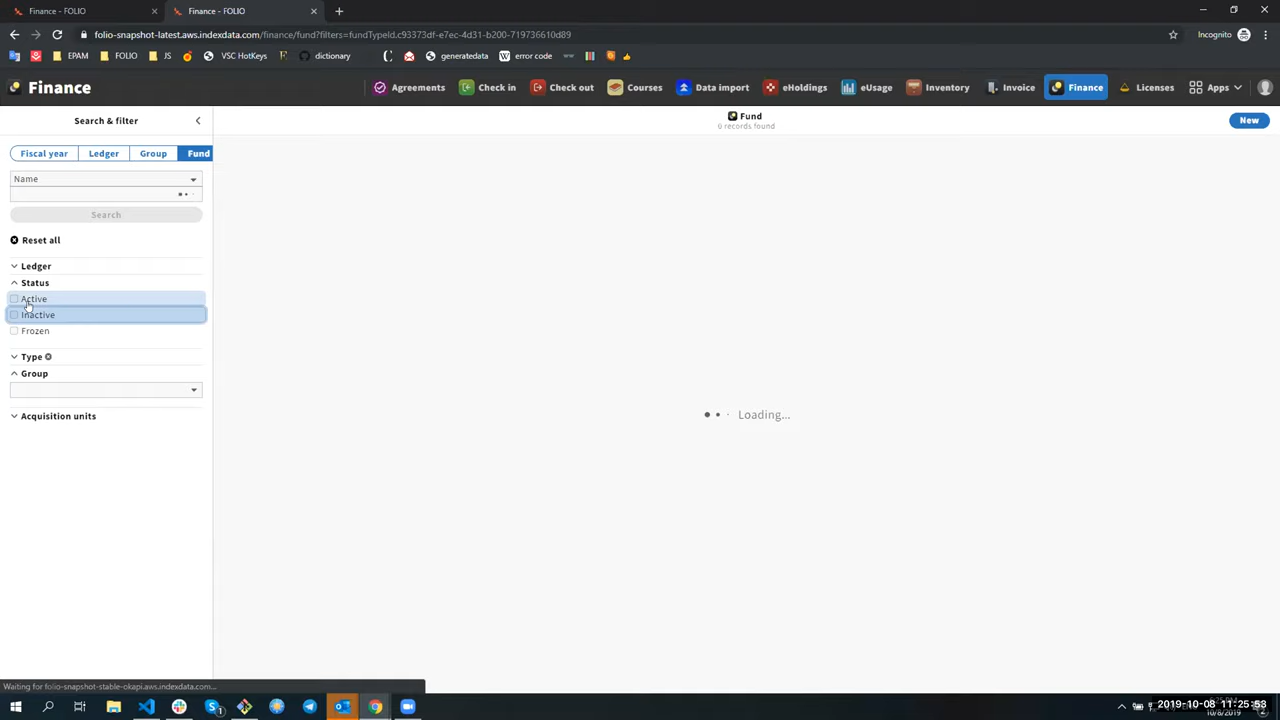 Finance - FOLIO
Finance - FOLIO
folio-snapshot-latest.aws.indexdata.com/finance/fund?filters=fundTypeId.c93373df-e7ec-4d31-b200-719736610d89
Incognito
EPAM
FOLIO
JS
VSC HotKeys
dictionary
generatedata
error code
Finance
Agreements
Check in
Check out
Courses
Data import
eHoldings
eUsage
Inventory
Invoice
Finance
Licenses
Apps
Search & filter
Fund
0 records found
New
Fiscal year
Ledger
Group
Fund
Name
Search
Reset all
Ledger
Status
Active
Inactive
Frozen
Type
Group
Acquisition units
Loading...
Waiting for folio-snapshot-stable-okapi.aws.indexdata.com...
2019-10-08 11:25:53
10/8/2019